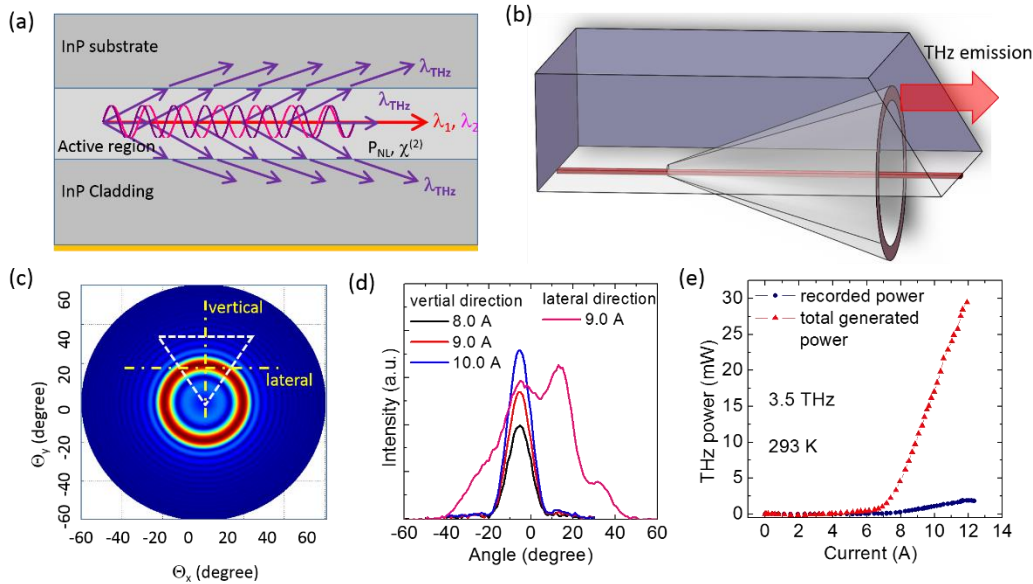 (a)
InP substrate
λTHz
λTHz
λ1, λ2
Active region
PNL, χ(2)
λTHz
InP Cladding
(b)
THz emission
(c)
60
40
20
0
-20
-40
-60
Θy (degree)
vertical
lateral
-60 -40 -20 0 20 40 60
Θx (degree)
(d)
vertial direction
8.0 A
9.0 A
10.0 A
lateral direction
9.0 A
Intensity (a.u.)
-60 -40 -20 0 20 40 60
Angle (degree)
(e)
recorded power
total generated
power
3.5 THz
293 K
THz power (mW)
30
25
20
15
10
5
0
0 2 4 6 8 10 12 14
Current (A)